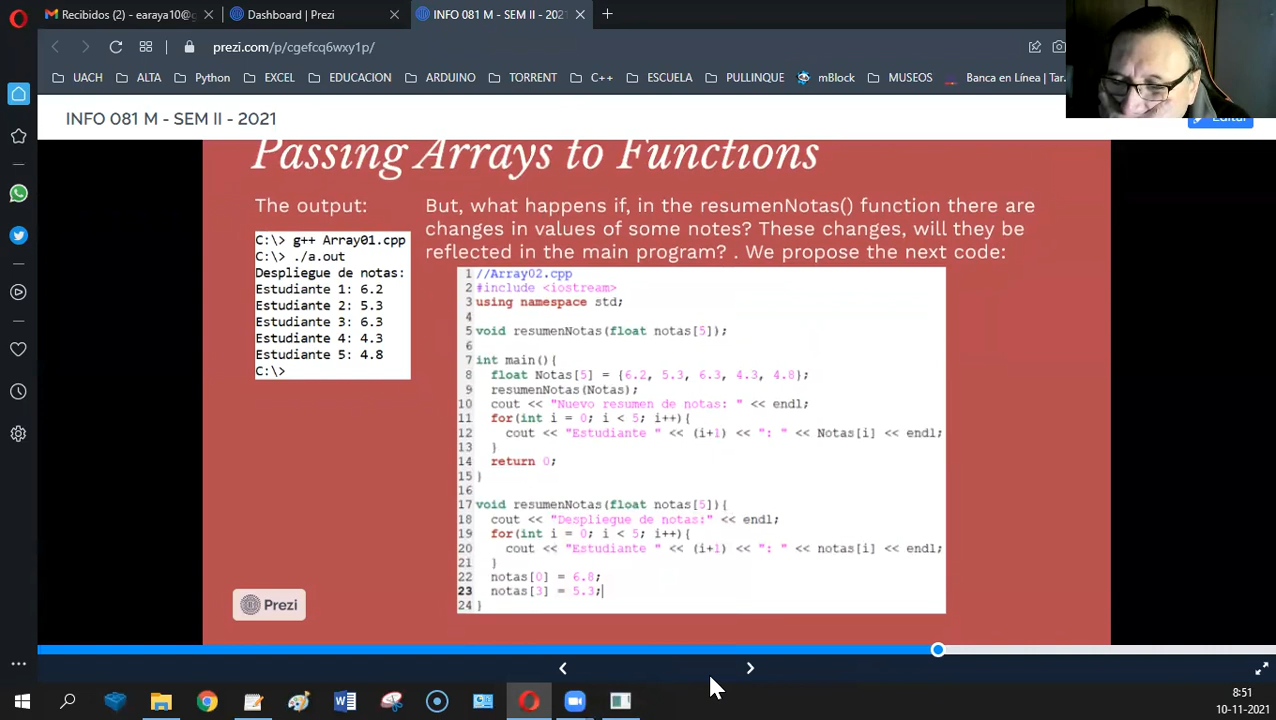 Recibidos (2) - earaya10@g
Dashboard | Prezi
INFO 081 M - SEM II - 202
prezi.com/p/cgefcq6wxy1p/
UACH
ALTA
Python
EXCEL
EDUCACION
ARDUINO
TORRENT
C++
ESCUELA
PULLINQUE
mBlock
MUSEOS
Banca en Línea | Tar.
INFO 081 M - SEM II - 2021
Editar
Passing Arrays to Functions
The output:
C:\> g++ Array01.cpp
C:\> ./a.out
Despliegue de notas:
Estudiante 1: 6.2
Estudiante 2: 5.3
Estudiante 3: 6.3
Estudiante 4: 4.3
Estudiante 5: 4.8
C:\>
But, what happens if, in the resumenNotas() function there are
changes in values of some notes? These changes, will they be
reflected in the main program? . We propose the next code:
1 //Array02.cpp
2 #include <iostream>
3 using namespace std;
4
5 void resumenNotas(float notas[5]);
6
7 int main(){
8 float Notas[5] = {6.2, 5.3, 6.3, 4.3, 4.8};
9 resumenNotas(Notas);
10 cout << "Nuevo resumen de notas: " << endl;
11 for(int i = 0; i < 5; i++){
12 cout << "Estudiante " << (i+1) << ": " << Notas[i] << endl;
13 }
14 return 0;
15 }
16
17 void resumenNotas(float notas[5]){
18 cout << "Despliegue de notas:" << endl;
19 for(int i = 0; i < 5; i++){
20 cout << "Estudiante " << (i+1) << ": " << notas[i] << endl;
21 }
22 notas[0] = 6.8;
23 notas[3] = 5.3;
24 }
Prezi
8:51
10-11-2021